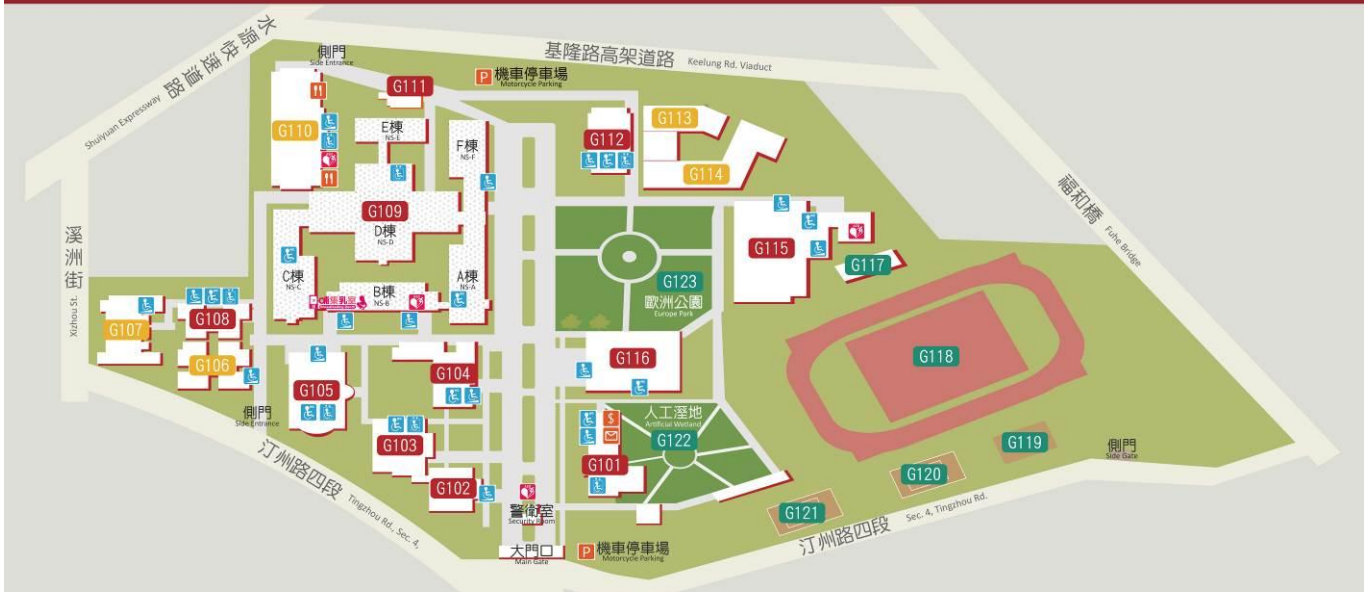 水源快速道路
Shuiyuan Expressway
側門
Side Entrance
基隆路高架道路
Keelung Rd. Viaduct
P
機車停車場
Motorcycle Parking
G111
G110
E棟
NS-E
F棟
NS-F
G112
G113
G114
福和橋
Fuhe Bridge
G109
D棟
NS-D
溪洲街
Xizhou St.
C棟
NS-C
B棟
NS-B
A棟
NS-A
G115
G117
G123
歐洲公園
Europe Park
哺集乳室
G107
G108
G106
G105
G104
G116
G118
側門
Side Entrance
G103
人工溼地
Artificial Wetland
G122
$
G101
G102
G119
側門
Side Gate
G120
G121
警衛室
Security Room
大門口
Main Gate
P
機車停車場
Motorcycle Parking
汀州路四段
Tingzhou Rd., Sec. 4,
汀州路四段
Sec. 4, Tingzhou Rd.